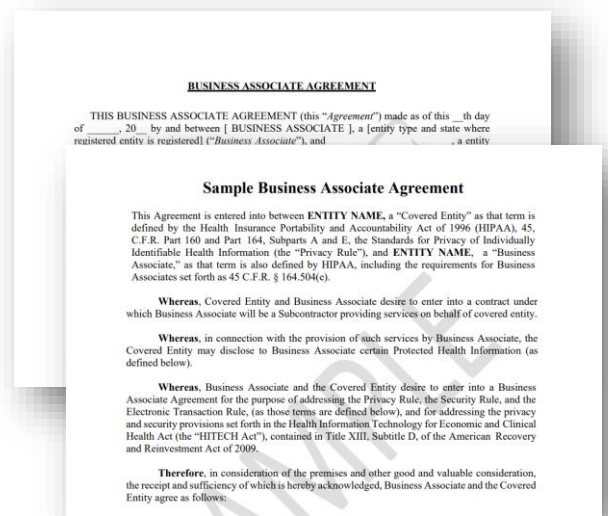 BUSINESS ASSOCIATE AGREEMENT
THIS BUSINESS ASSOCIATE AGREEMENT (this “Agreement”) made as of this __th day
of ______, 20__ by and between [ BUSINESS ASSOCIATE ], a [entity type and state where
registered entity is registered] (“Business Associate”), and ____________________, a entity
Sample Business Associate Agreement
This Agreement is entered into between ENTITY NAME, a “Covered Entity” as that term is
defined by the Health Insurance Portability and Accountability Act of 1996 (HIPAA), 45,
C.F.R. Part 160 and Part 164, Subparts A and E, the Standards for Privacy of Individually
Identifiable Health Information (the “Privacy Rule”), and ENTITY NAME, a “Business
Associate,” as that term is also defined by HIPAA, including the requirements for Business
Associates set forth as 45 C.F.R. § 164.504(e).
Whereas, Covered Entity and Business Associate desire to enter into a contract under
which Business Associate will be a Subcontractor providing services on behalf of covered entity.
Whereas, in connection with the provision of such services by Business Associate, the
Covered Entity may disclose to Business Associate certain Protected Health Information (as
defined below).
Whereas, Business Associate and the Covered Entity desire to enter into a Business
Associate Agreement for the purpose of addressing the Privacy Rule, the Security Rule, and the
Electronic Transaction Rule, (as those terms are defined below), and for addressing the privacy
and security provisions set forth in the Health Information Technology for Economic and Clinical
Health Act (the “HITECH Act”), contained in Title XIII, Subtitle D, of the American Recovery
and Reinvestment Act of 2009.
Therefore, in consideration of the premises and other good and valuable consideration,
the receipt and sufficiency of which is hereby acknowledged, Business Associate and the Covered
Entity agree as follows: